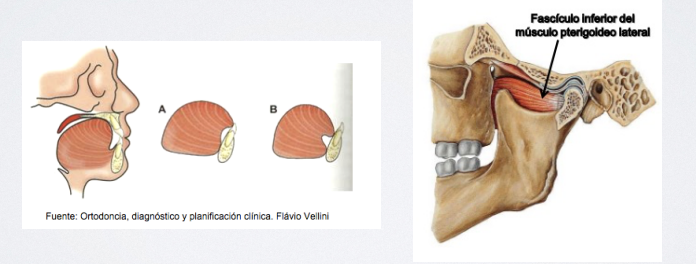 Fascículo inferior del
músculo pterigoideo lateral
A
B
Fuente: Ortodoncia, diagnóstico y planificación clínica. Flávio Vellini